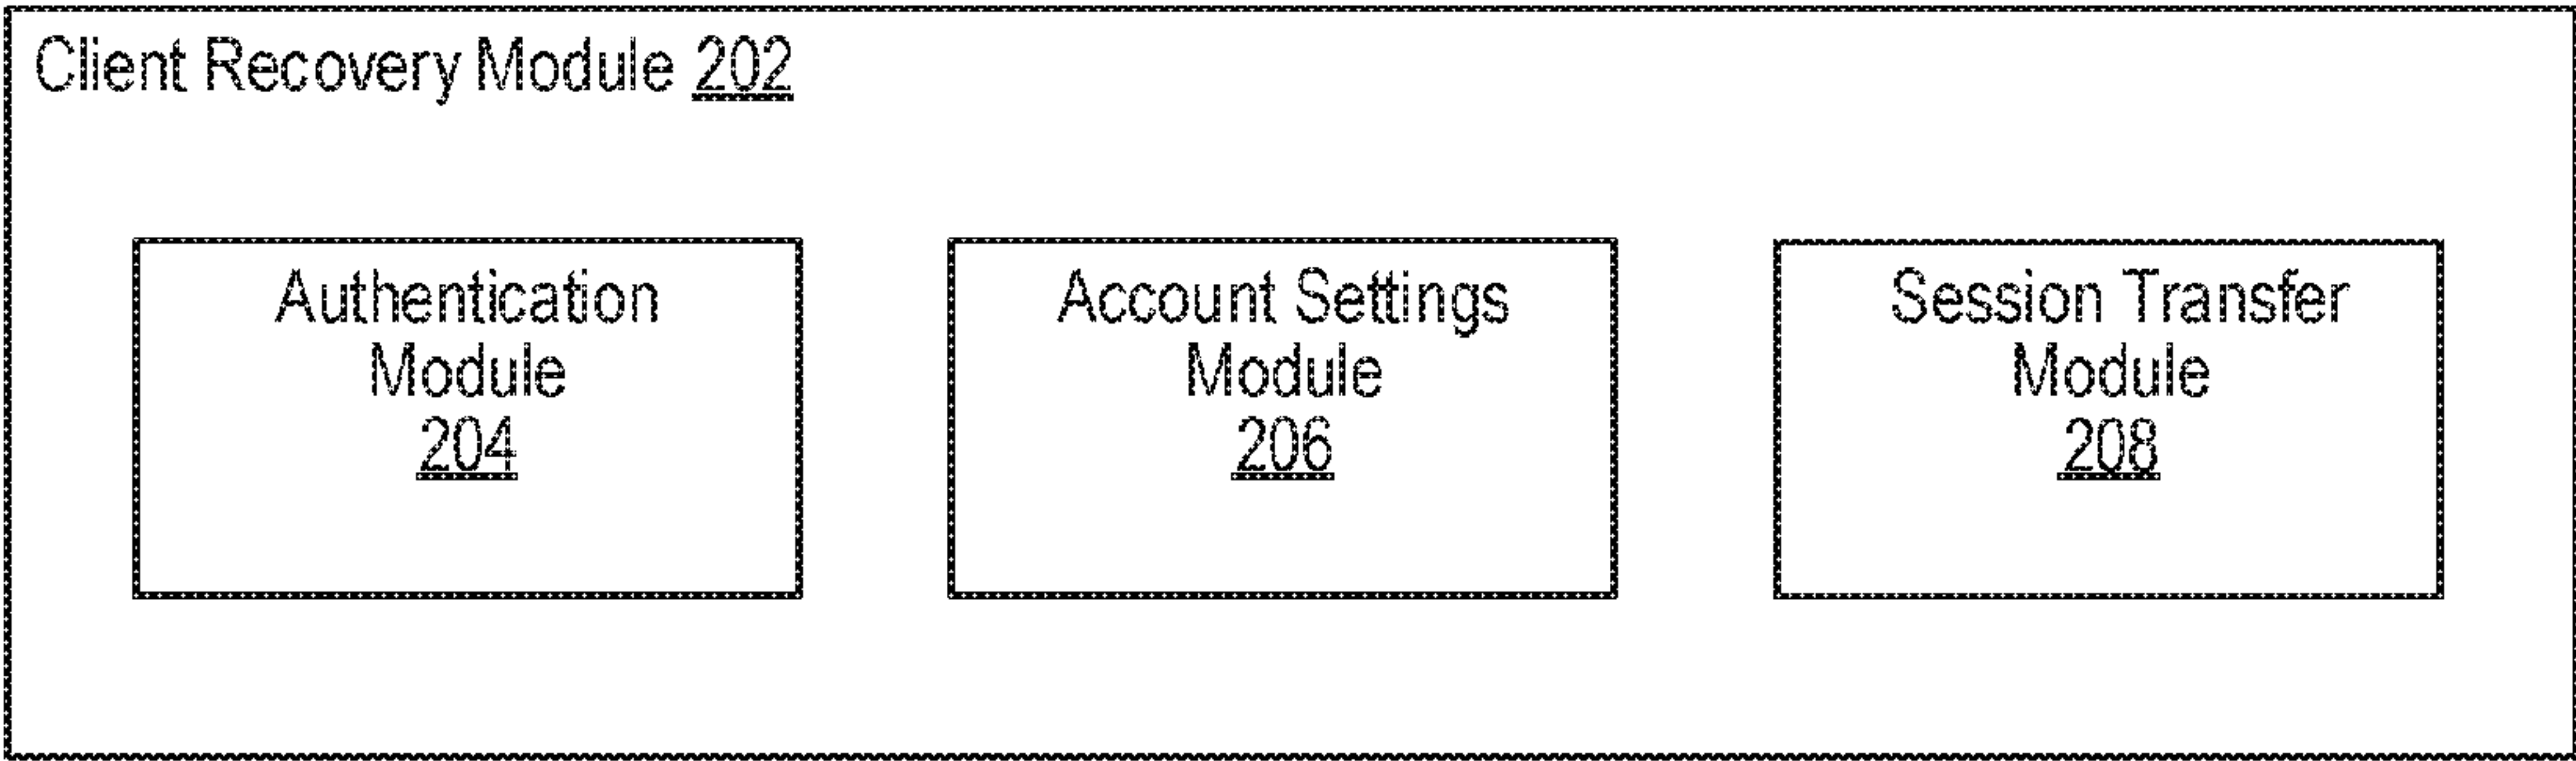 Client Recovery Module 202
Authentication
Module
204
Account Settings
Module
206
Session Transfer
Module
208